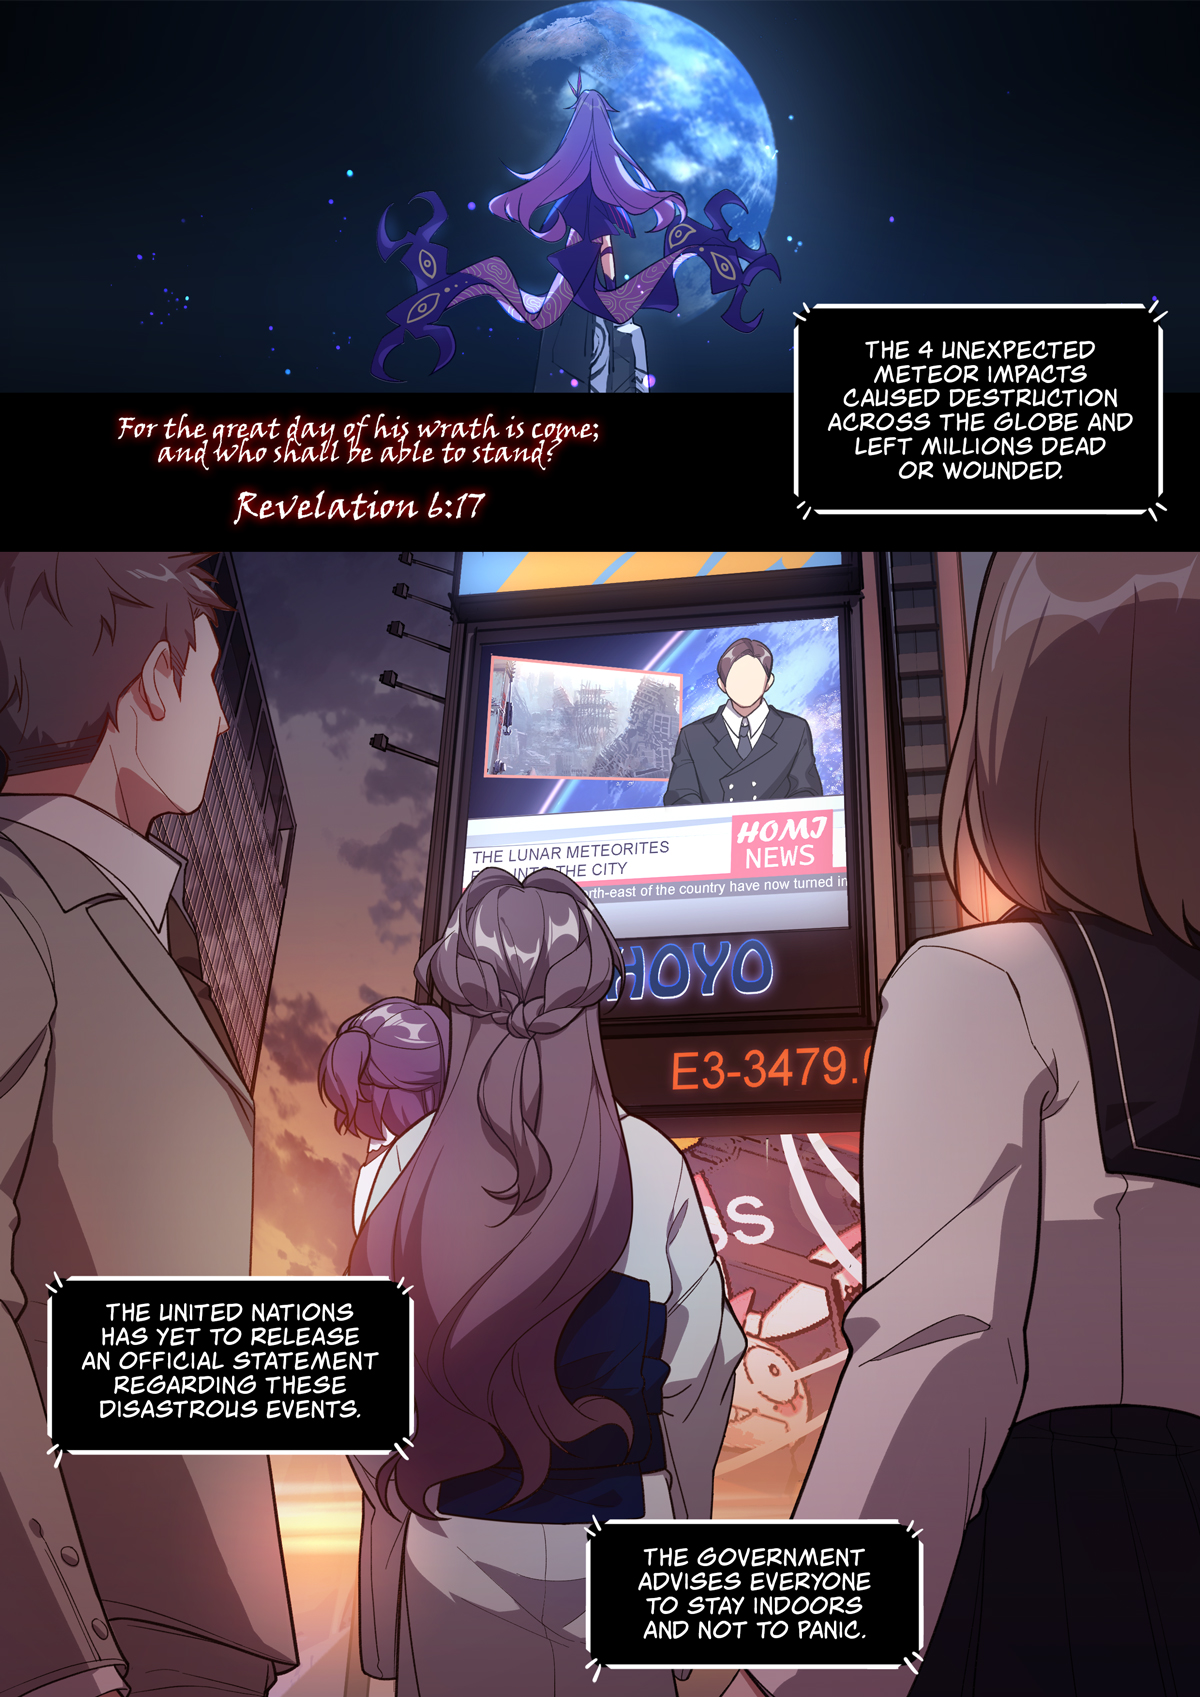 For the great day of his wrath is come;
and who shall be able to stand?
Revelation 6:17
THE 4 UNEXPECTED
METEOR IMPACTS
CAUSED DESTRUCTION
ACROSS THE GLOBE AND
LEFT MILLIONS DEAD
OR WOUNDED.
THE LUNAR METEORITES
THE CITY
HOMI
NEWS
of the country have now turned in
HOYO
E3-3479.
THE UNITED NATIONS
HAS YET TO RELEASE
AN OFFICIAL STATEMENT
REGARDING THESE
DISASTROUS EVENTS.
THE GOVERNMENT
ADVISES EVERYONE
TO STAY INDOORS
AND NOT TO PANIC.